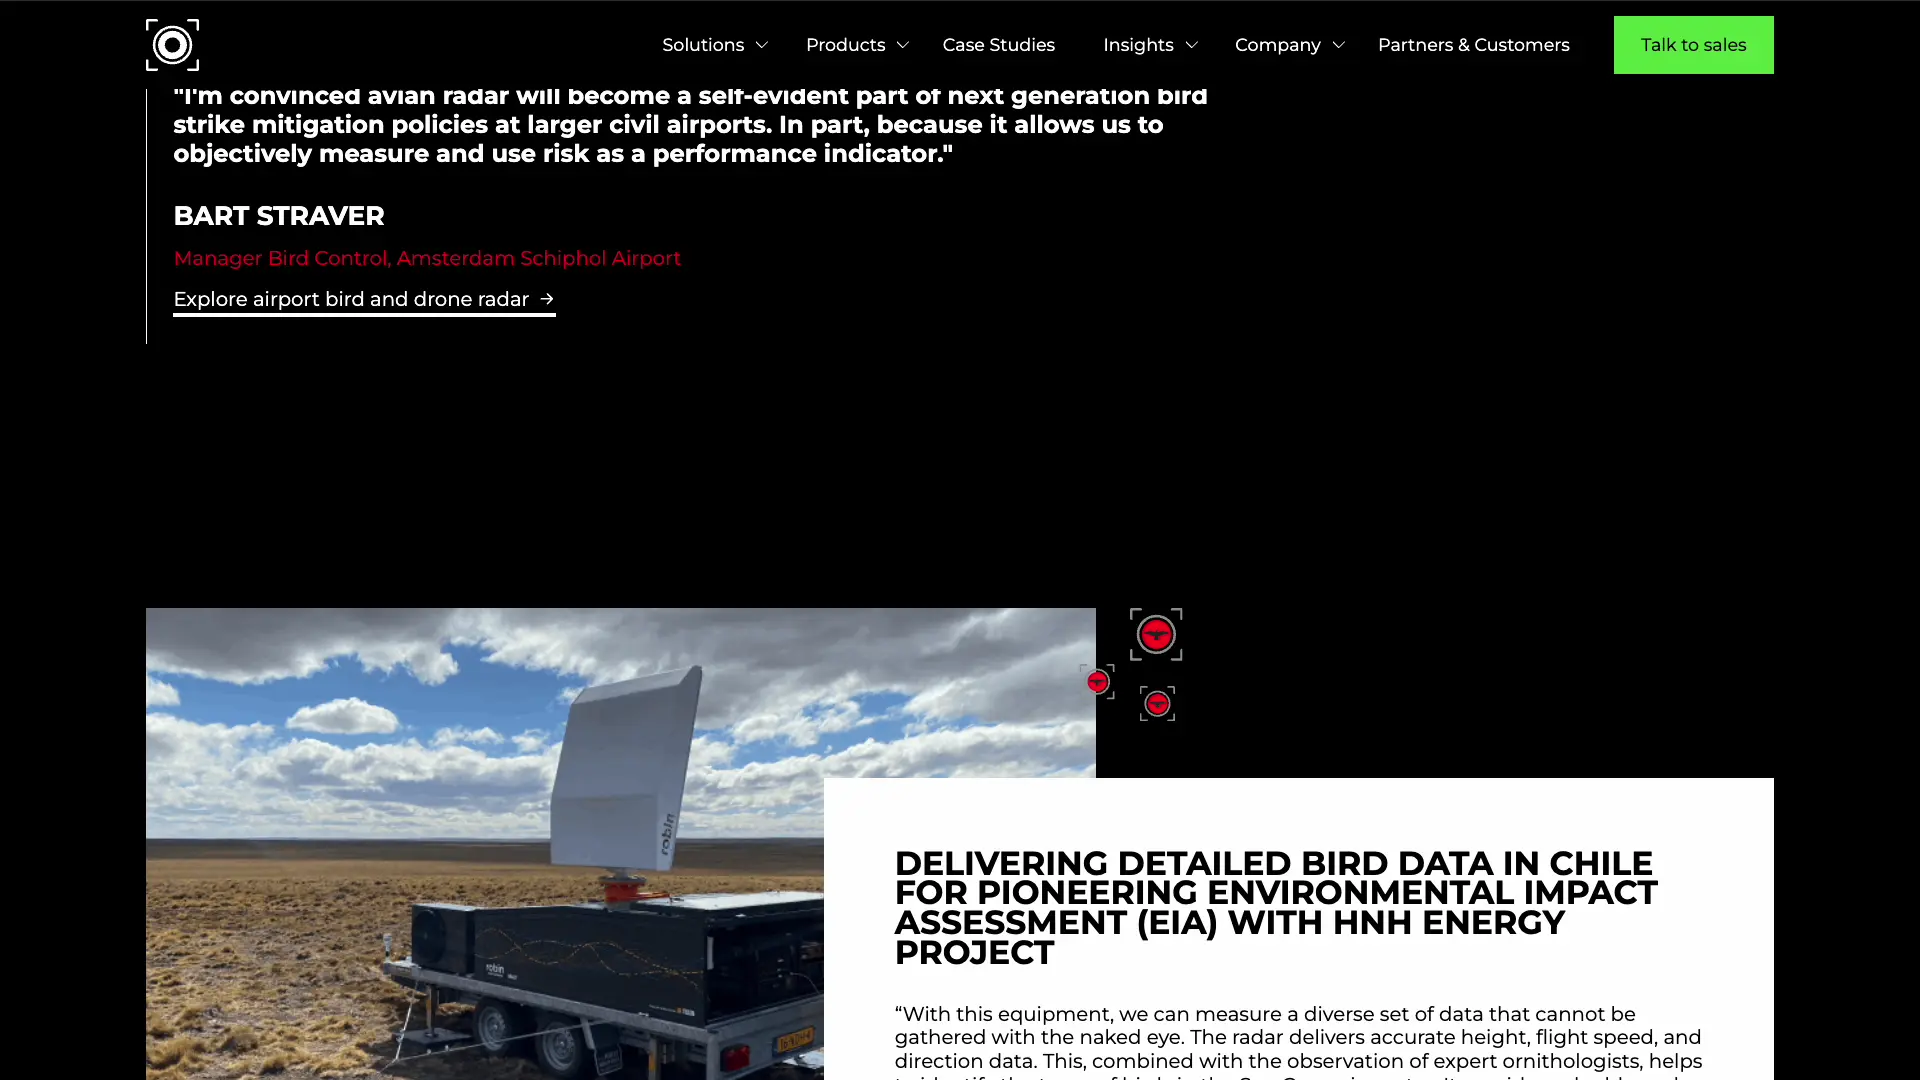 Solutions
Products
Case Studies
Insights
Company
Partners & Customers
Talk to sales
"I'm convinced avian radar will become a self-evident part of next generation bird
strike mitigation policies at larger civil airports. In part, because it allows us to
objectively measure and use risk as a performance indicator."
BART STRAVER
Manager Bird Control, Amsterdam Schiphol Airport
Explore airport bird and drone radar →
robin
robin
DELIVERING DETAILED BIRD DATA IN CHILE
FOR PIONEERING ENVIRONMENTAL IMPACT
ASSESSMENT (EIA) WITH HNH ENERGY
PROJECT
“With this equipment, we can measure a diverse set of data that cannot be
gathered with the naked eye. The radar delivers accurate height, flight speed, and
direction data. This, combined with the observation of expert ornithologists, helps